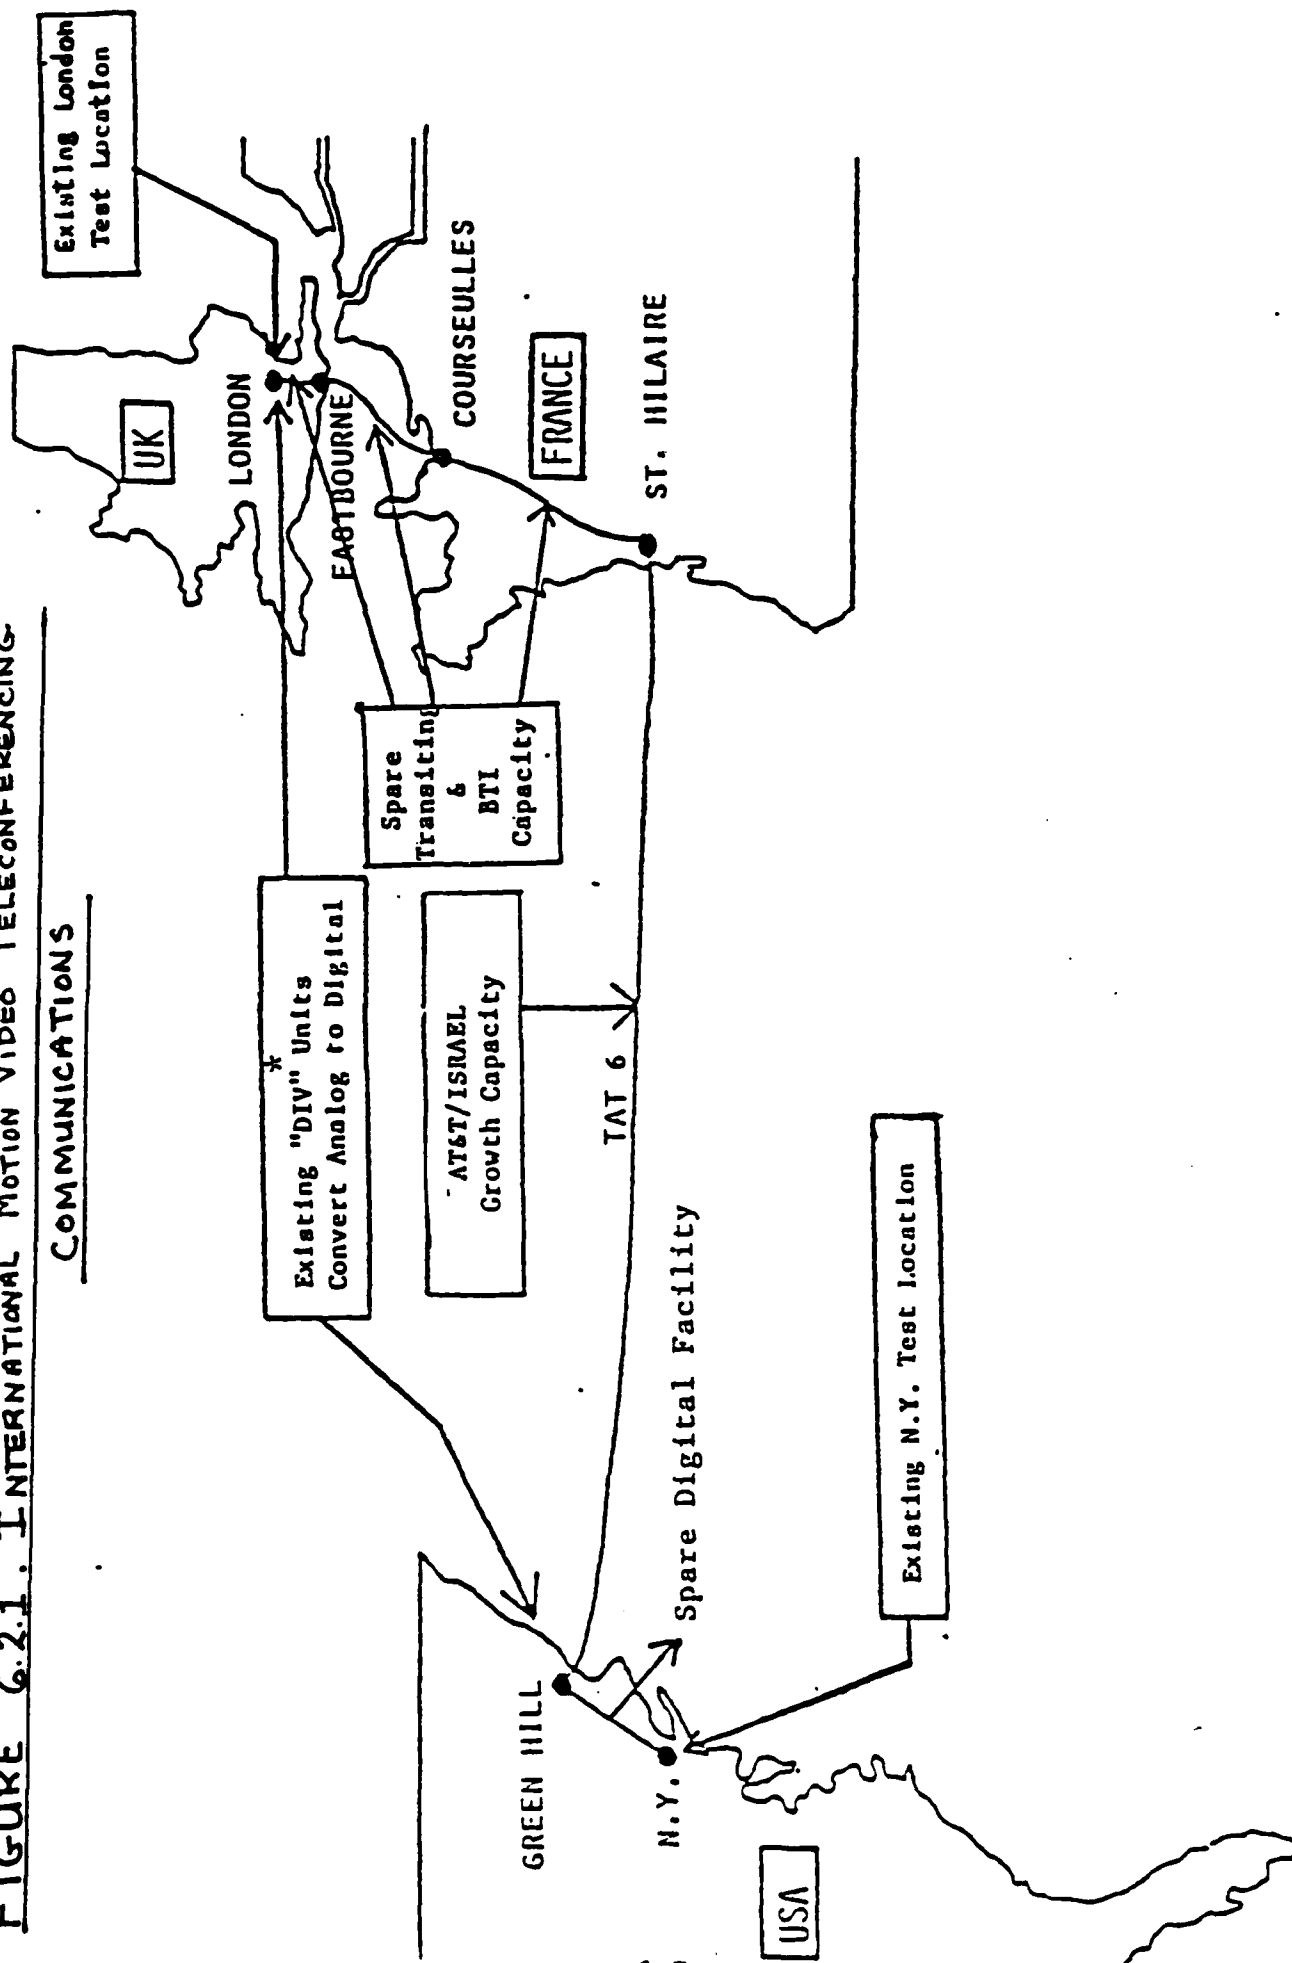 FIGURE 6.2.1. INTERNATIONAL MOTION VIDEO TELECONFERENCING
COMMUNICATIONS
Existing London
Test Location
UK
LONDON
EASTBOURNE
COURSEULLES
FRANCE
ST. HILAIRE
Spare
Transiting
&
BTI
Capacity
*
Existing "DIV" Units
Convert Analog to Digital
AT&T/ISRAEL
Growth Capacity
TAT 6
GREEN HILL
N.Y.
Spare Digital Facility
Existing N.Y. Test Location
USA